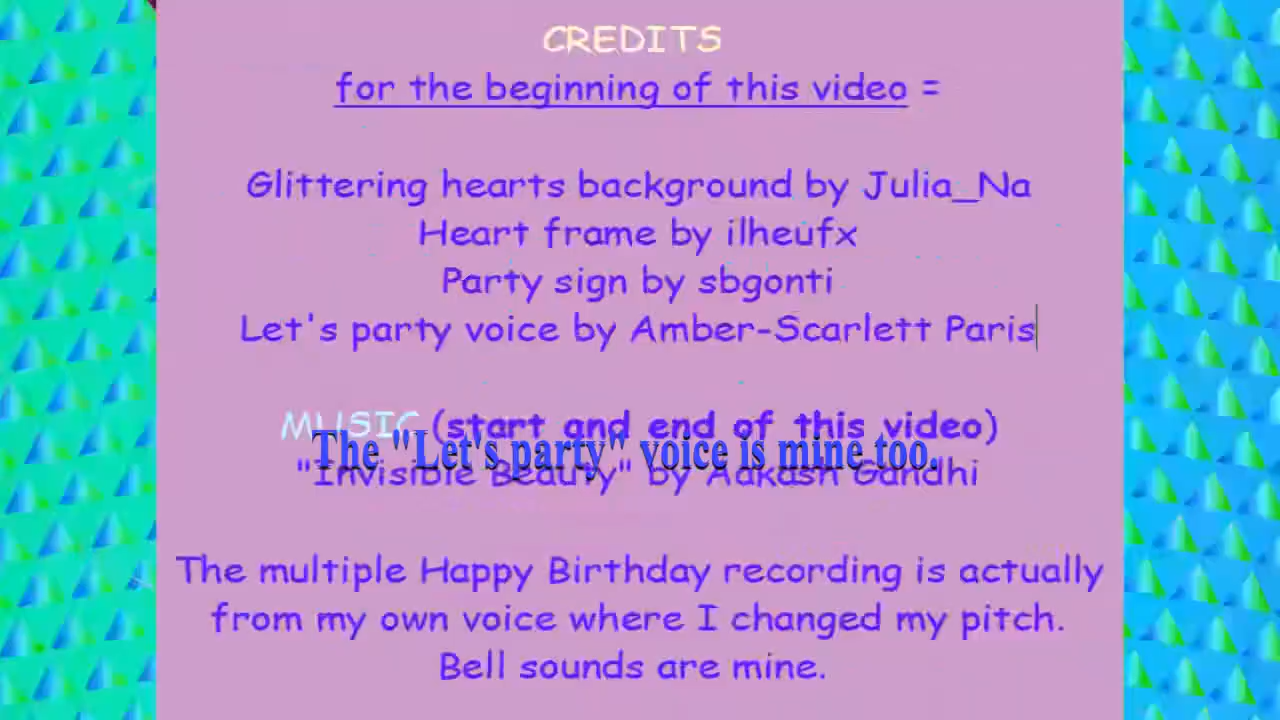 CREDITS
for the beginning of this video =
Glittering hearts background by Julia_Na
Heart frame by ilheufx
Party sign by sbgonti
Let's party voice by Amber-Scarlett Paris
MUSIC (start and end of this video)
The "Let's party" voice is mine too.
"Invisible Beauty" by Aakash Gandhi
The multiple Happy Birthday recording is actually
from my own voice where I changed my pitch.
Bell sounds are mine.